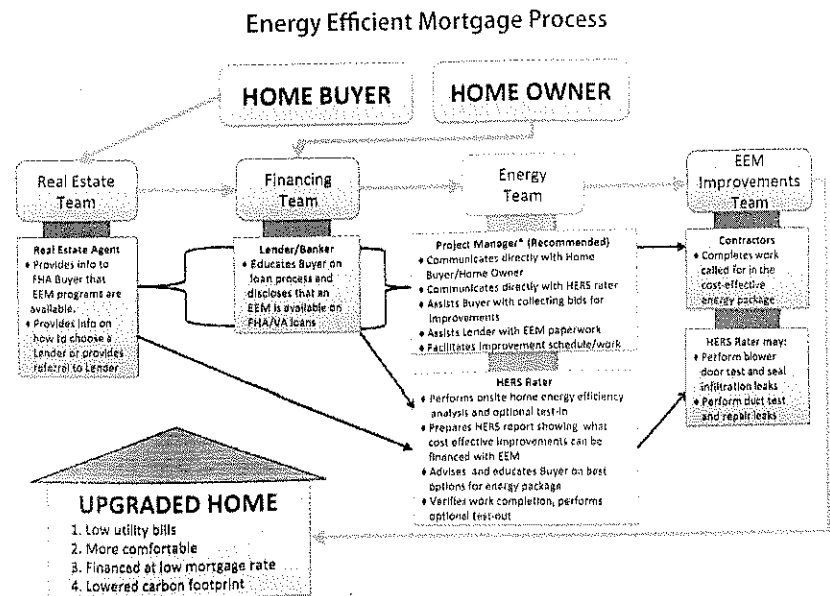 Energy Efficient Mortgage Process
HOME BUYER
HOME OWNER
Real Estate
Team
Financing
Team
Energy
Team
EEM
Improvements
Team
Real Estate Agent
♦ Provides info to
FHA Buyer that
EEM programs are
available.
♦ Provides info on
how to choose a
Lender or provides
referral to Lender
Lender/Banker
♦ Educates Buyer on
loan process and
discloses that an
EEM is available on
FHA/VA loans
Project Manager* (Recommended)
♦ Communicates directly with Home
Buyer/Home Owner
♦ Communicates directly with HERS rater
♦ Assists Buyer with collecting bids for
improvements
♦ Assists Lender with EEM paperwork
♦ Facilitates improvement schedule/work
Contractors
♦ Completes work
called for in the
cost-effective
energy package
HERS Rater
♦ Performs onsite home energy efficiency
analysis and optional test-in
♦ Prepares HERS report showing what
cost effective improvements can be
financed with EEM
♦ Advises and educates Buyer on best
options for energy package
♦ Verifies work completion, performs
optional test-out
HERS Rater may:
♦ Perform blower
door test and seal
infiltration leaks
♦ Perform duct test
and repair leaks
UPGRADED HOME
1. Low utility bills
2. More comfortable
3. Financed at low mortgage rate
4. Lowered carbon footprint